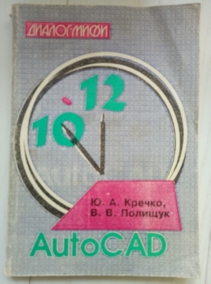 ДИАЛОГ-МИФИ
12
10
Ю. А. Кречко,
В. В. Полищук
AutoCAD